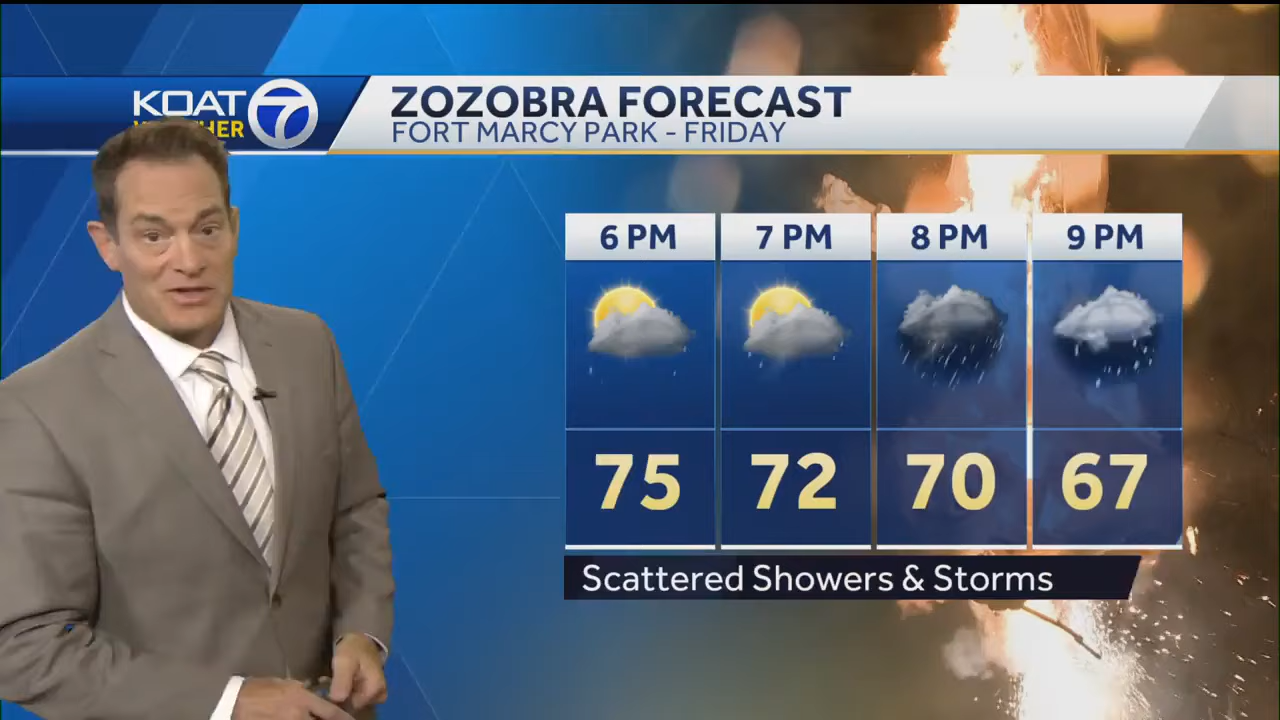 KOAT 7
WEATHER
ZOZOBRA FORECAST
FORT MARCY PARK - FRIDAY
6 PM 7 PM 8 PM 9 PM
75 72 70 67
Scattered Showers & Storms